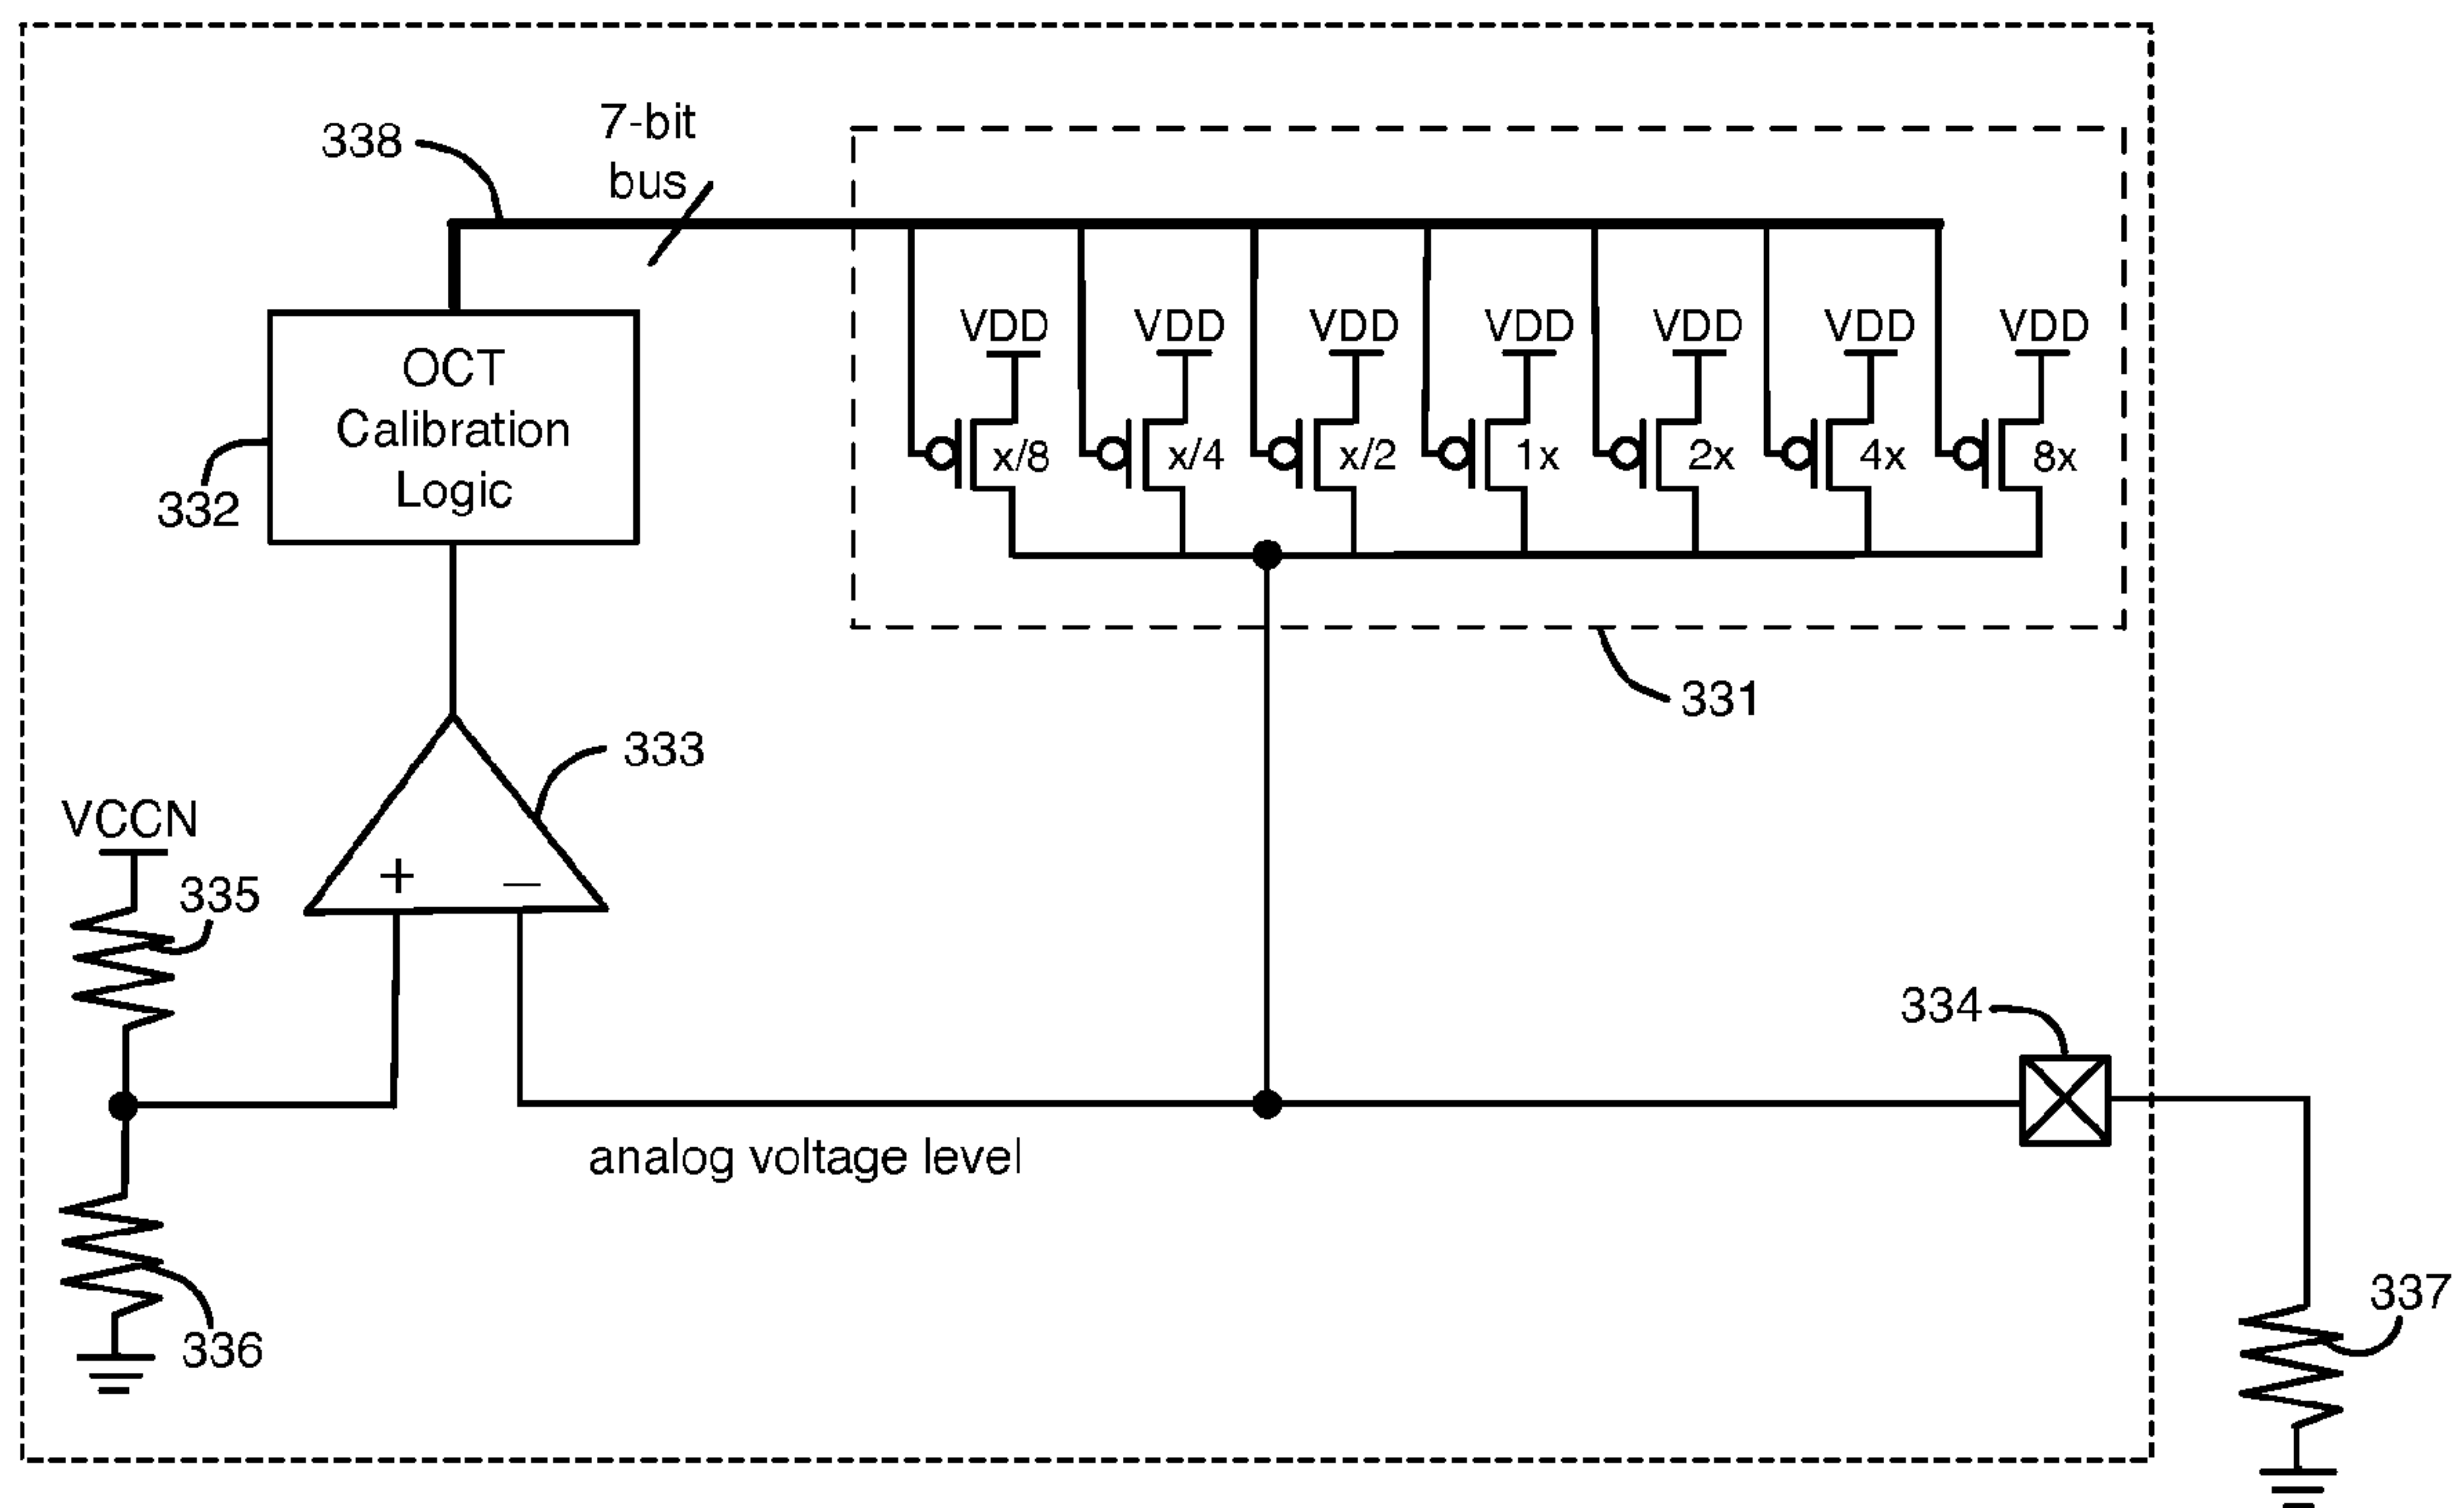 338
7-bit
bus
VDD VDD VDD VDD VDD VDD VDD
OCT
Calibration
Logic
x/8 x/4 x/2 1x 2x 4x 8x
332
331
333
VCCN
335
+ −
334
analog voltage level
336
337